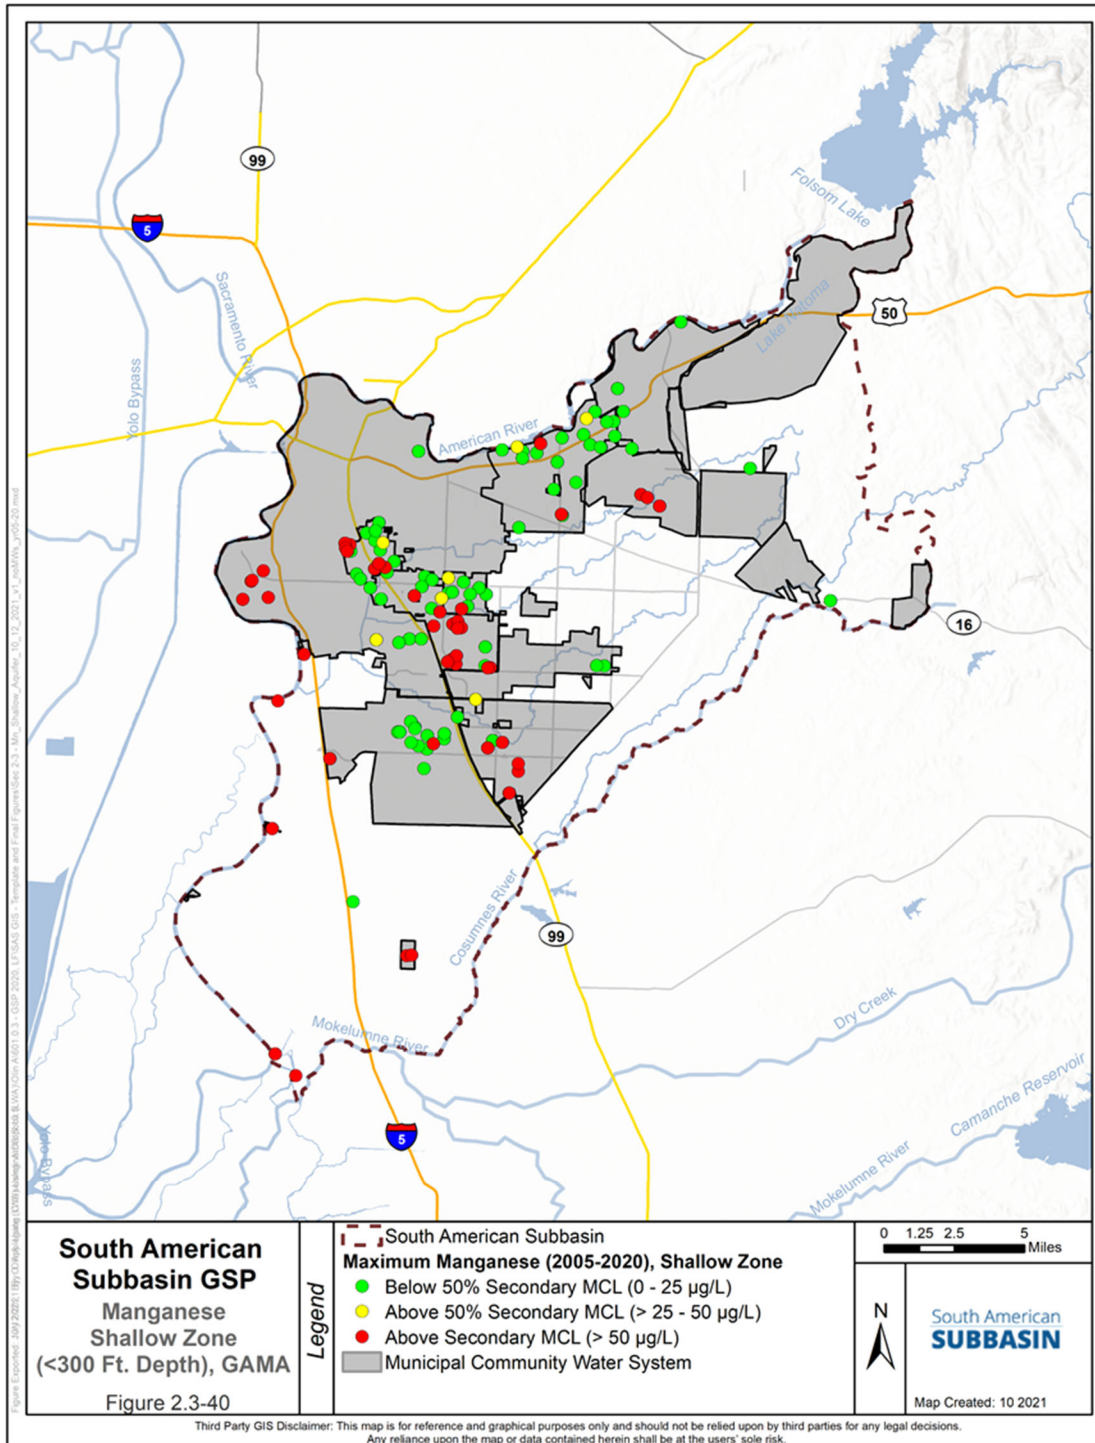 99
5
Folsom Lake
Sacramento River
Yolo Bypass
50
Lake Natoma
American River
16
Cosumnes River
99
Mokelumne River
Dry Creek
Camanche Reservoir
5
Mokelumne River
Yolo Bypass
South American
Subbasin GSP
Manganese
Shallow Zone
(<300 Ft. Depth), GAMA
Figure 2.3-40
Legend
South American Subbasin
Maximum Manganese (2005-2020), Shallow Zone
Below 50% Secondary MCL (0 - 25 µg/L)
Above 50% Secondary MCL (> 25 - 50 µg/L)
Above Secondary MCL (> 50 µg/L)
Municipal Community Water System
0 1.25 2.5 5
Miles
N
South American
SUBBASIN
Map Created: 10 2021
Third Party GIS Disclaimer: This map is for reference and graphical purposes only and should not be relied upon by third parties for any legal decisions.
Any reliance upon the map or data contained herein shall be at the users' sole risk.